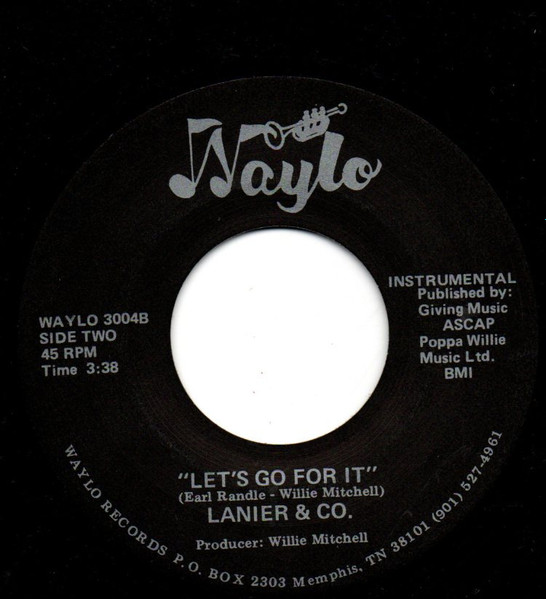 Waylo
WAYLO 3004B
SIDE TWO
45 RPM
Time 3:38
INSTRUMENTAL
Published by:
Giving Music
ASCAP
Poppa Willie
Music Ltd.
BMI
"LET'S GO FOR IT"
(Earl Randle - Willie Mitchell)
LANIER & CO.
Producer: Willie Mitchell
WAYLO RECORDS P.O. BOX 2303 Memphis, TN 38101 (901) 527-4961